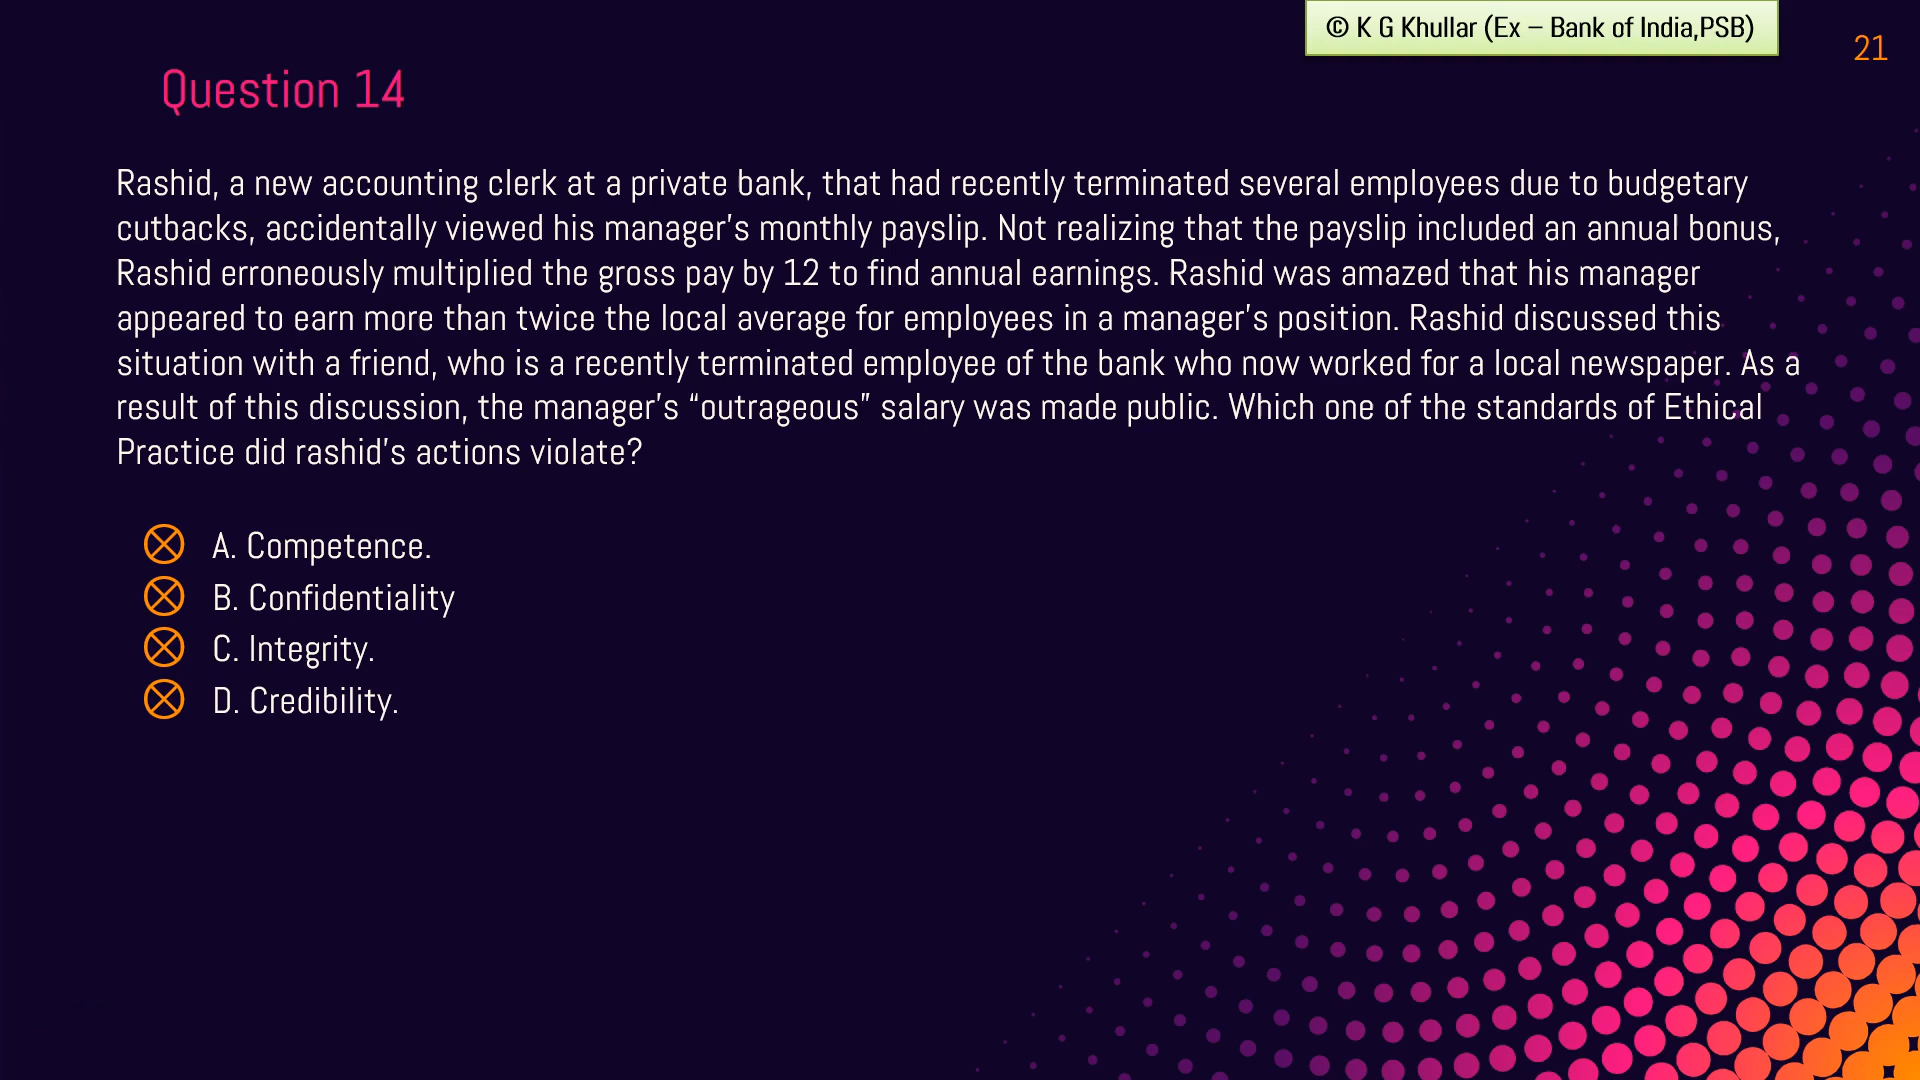 © K G Khullar (Ex – Bank of India,PSB)
21
Question 14
Rashid, a new accounting clerk at a private bank, that had recently terminated several employees due to budgetary
cutbacks, accidentally viewed his manager’s monthly payslip. Not realizing that the payslip included an annual bonus,
Rashid erroneously multiplied the gross pay by 12 to find annual earnings. Rashid was amazed that his manager
appeared to earn more than twice the local average for employees in a manager’s position. Rashid discussed this
situation with a friend, who is a recently terminated employee of the bank who now worked for a local newspaper. As a
result of this discussion, the manager’s “outrageous” salary was made public. Which one of the standards of Ethical
Practice did rashid’s actions violate?
A. Competence.
B. Confidentiality
C. Integrity.
D. Credibility.